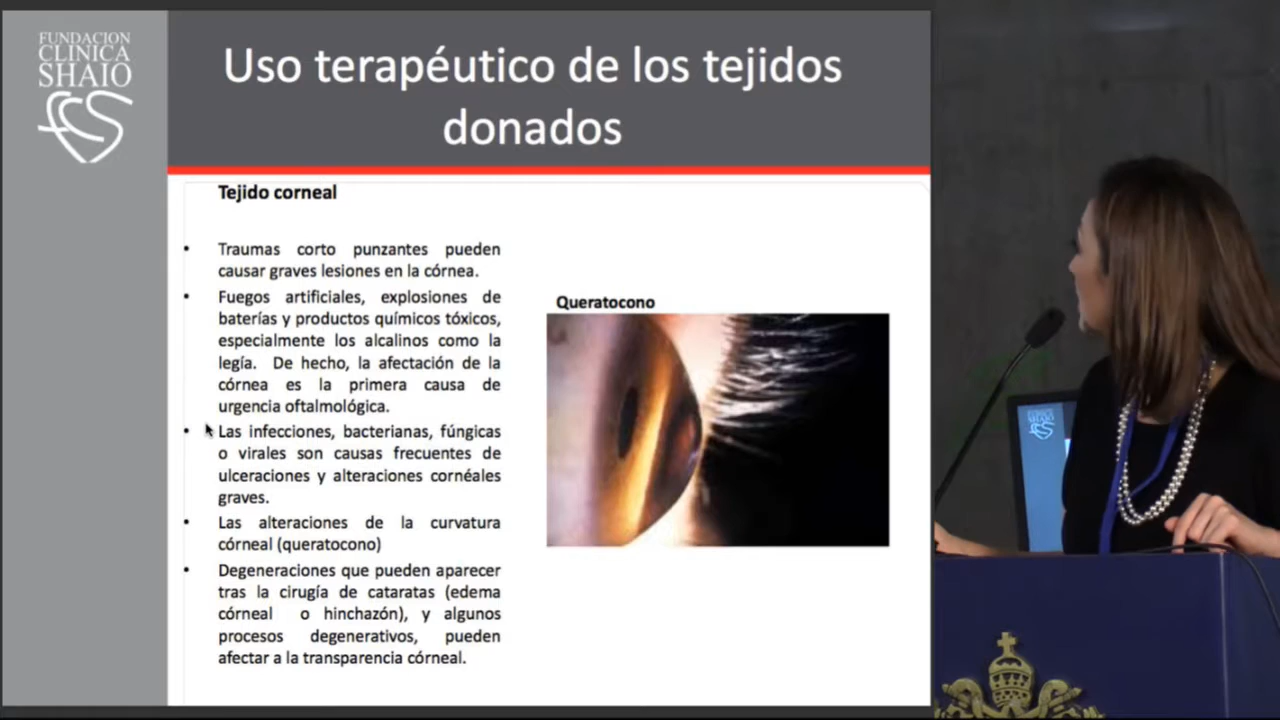 FUNDACION
CLINICA
SHAIO
Uso terapéutico de los tejidos
donados
Tejido corneal
• Traumas corto punzantes pueden
causar graves lesiones en la córnea.
• Fuegos artificiales, explosiones de
baterías y productos químicos tóxicos,
especialmente los alcalinos como la
legía. De hecho, la afectación de la
córnea es la primera causa de
urgencia oftalmológica.
• Las infecciones, bacterianas, fúngicas
o virales son causas frecuentes de
ulceraciones y alteraciones cornéales
graves.
• Las alteraciones de la curvatura
córneal (queratocono)
• Degeneraciones que pueden aparecer
tras la cirugía de cataratas (edema
córneal o hinchazón), y algunos
procesos degenerativos, pueden
afectar a la transparencia córneal.
Queratocono